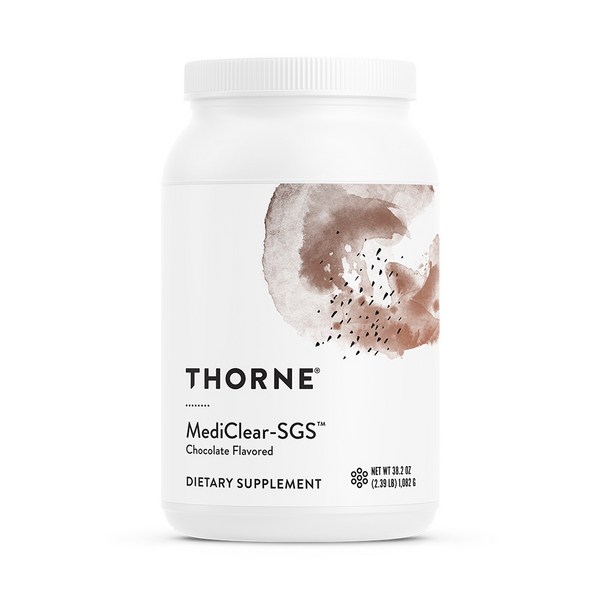 THORNE®
MediClear-SGS™
Chocolate Flavored
DIETARY SUPPLEMENT
NET WT 38.2 OZ
(2.39 LB) 1,082 G